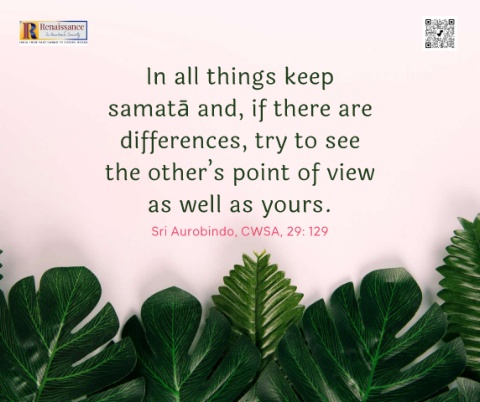 Renaissance
In all things keep
samatā and, if there are
differences, try to see
the other's point of view
as well as yours.
Sri Aurobindo, CWSA, 29: 129